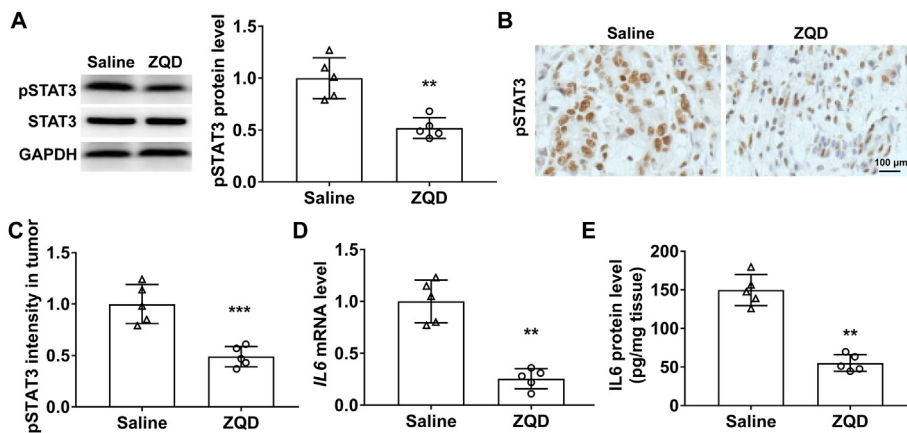 A
Saline ZQD
pSTAT3
STAT3
GAPDH
pSTAT3 protein level
1.5
1.0
0.5
0.0
**
Saline ZQD
B
Saline ZQD
pSTAT3
100 μm
C
pSTAT3 intensity in tumor
1.5
1.0
0.5
0.0
***
Saline ZQD
D
IL6 mRNA level
1.5
1.0
0.5
0.0
**
Saline ZQD
E
IL6 protein level
(pg/mg tissue)
200
150
100
50
0
**
Saline ZQD